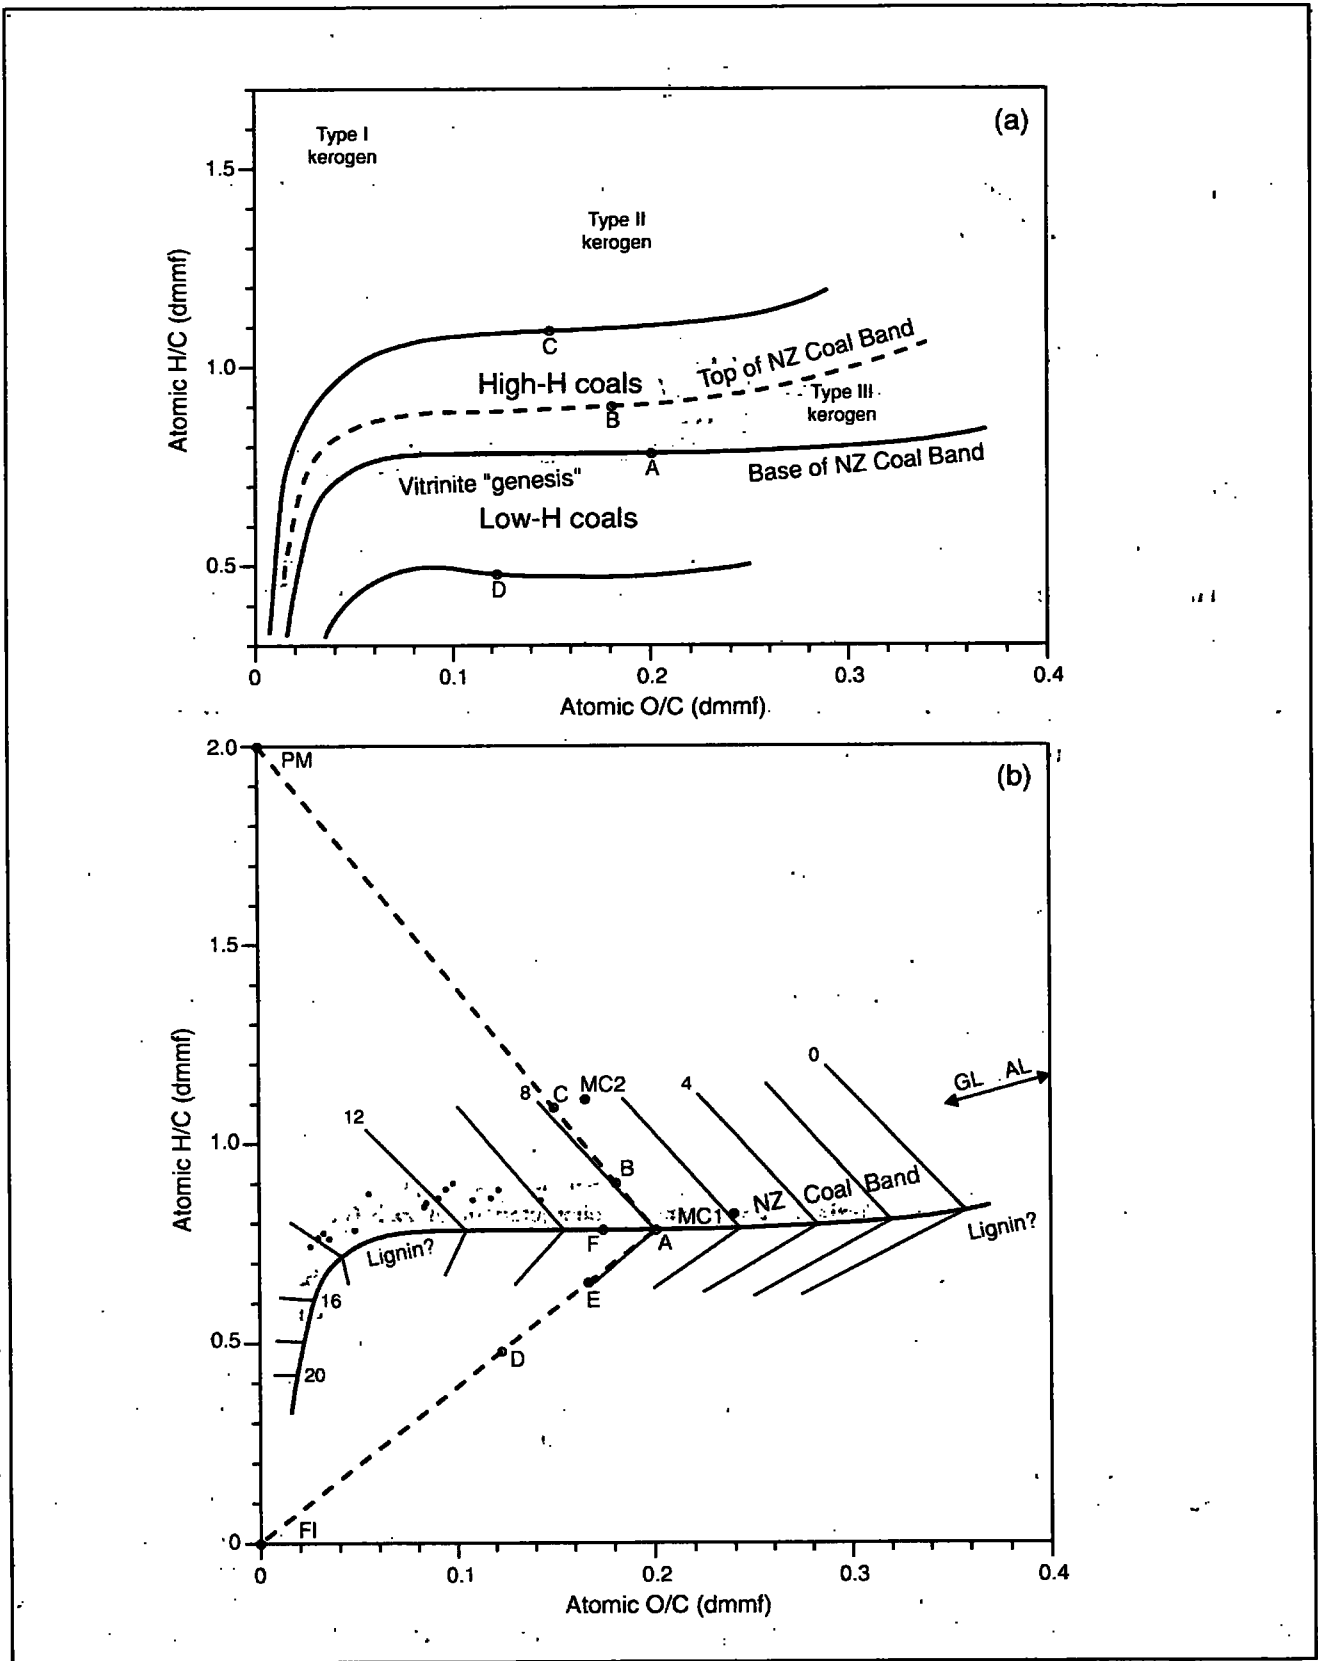 (a)
Type I
kerogen
1.5
Type II
kerogen
Atomic H/C (dmmf)
C
Top of NZ Coal Band
1.0
High-H coals
Type III
kerogen
B
A
Base of NZ Coal Band
Vitrinite "genesis"
Low-H coals
0.5
D
0
0.1
0.2
0.3
0.4
Atomic O/C (dmmf)
2.0
PM
(b)
1.5
Atomic H/C (dmmf)
0
GL AL
8
C
MC2
4
12
1.0
B
NZ Coal Band
MC1
Lignin?
F
A
Lignin?
E
16
0.5
D
20
FI
0
0
0.1
0.2
0.3
0.4
Atomic O/C (dmmf)